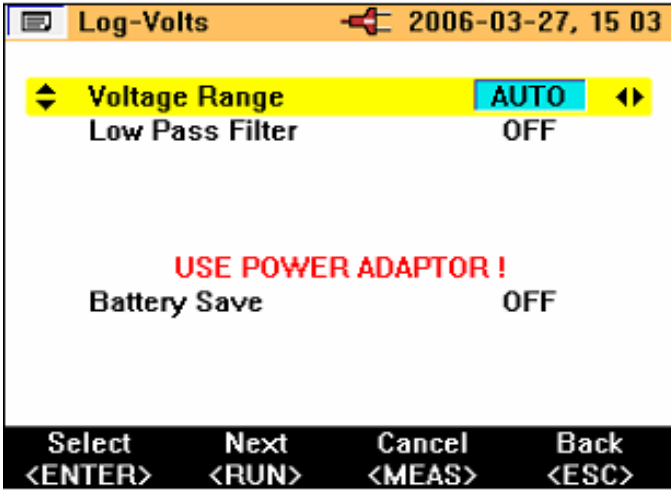 Log-Volts 2006-03-27, 15 03
Voltage Range AUTO
Low Pass Filter OFF
USE POWER ADAPTOR !
Battery Save OFF
Select Next Cancel Back
<ENTER> <RUN> <MEAS> <ESC>